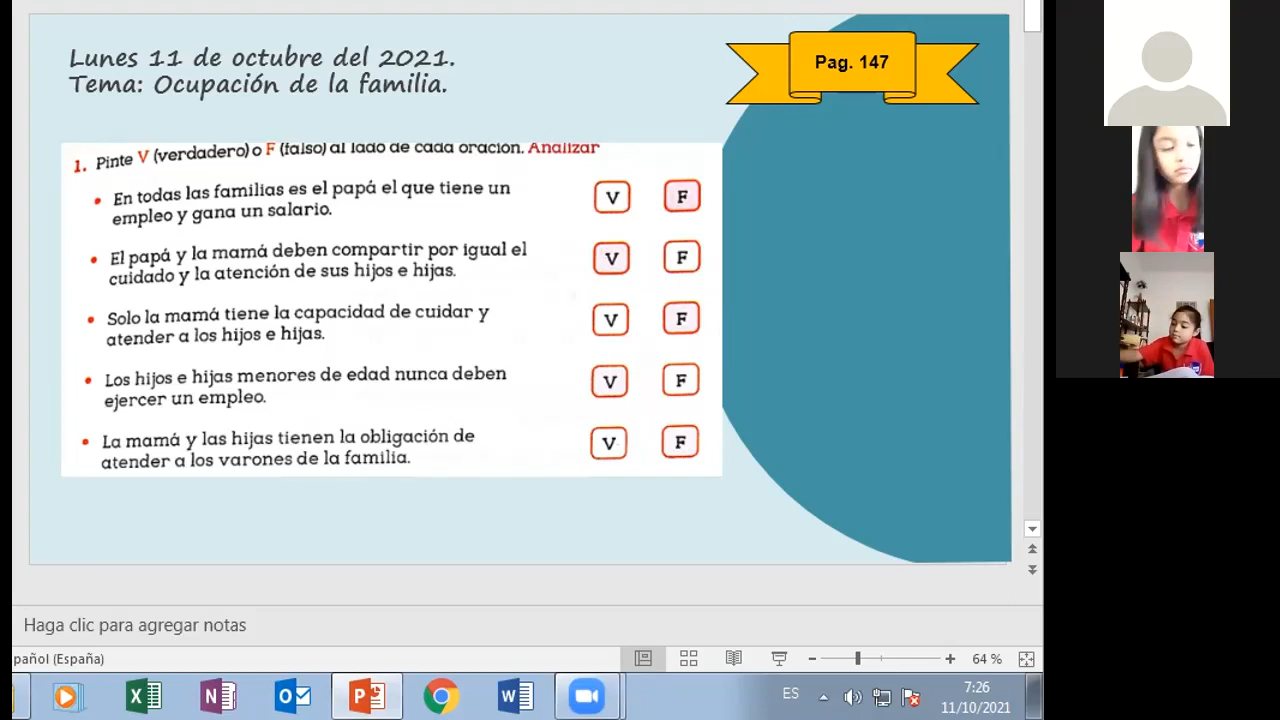 Lunes 11 de octubre del 2021.
Tema: Ocupación de la familia.
Pag. 147
1. Pinte V (verdadero) o F (falso) al lado de cada oración. Analizar
• En todas las familias es el papá el que tiene un
empleo y gana un salario.
V F
• El papá y la mamá deben compartir por igual el
cuidado y la atención de sus hijos e hijas.
V F
• Solo la mamá tiene la capacidad de cuidar y
atender a los hijos e hijas.
V F
• Los hijos e hijas menores de edad nunca deben
ejercer un empleo.
V F
• La mamá y las hijas tienen la obligación de
atender a los varones de la familia.
V F
Haga clic para agregar notas
pañol (España)
64 %
ES
7:26
11/10/2021